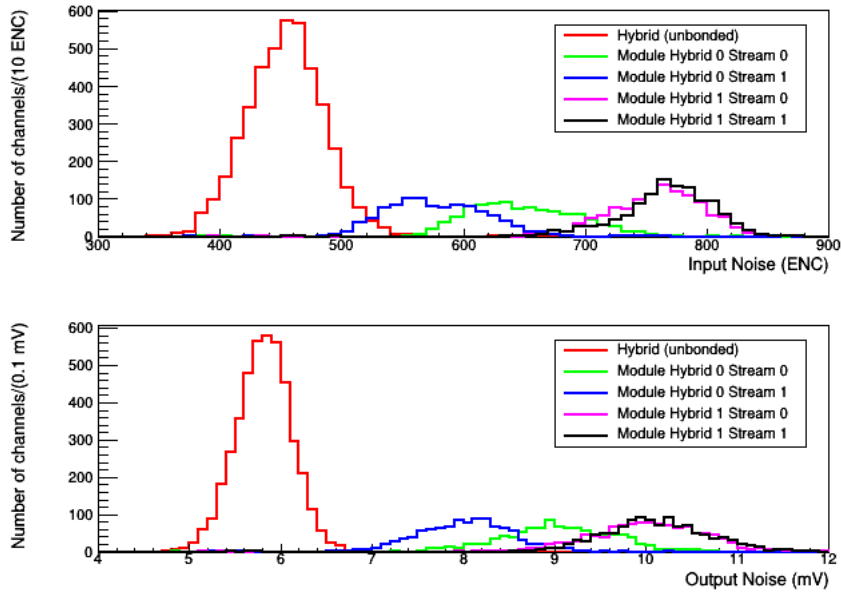 Number of channels/(10 ENC)
600
500
400
300
200
100
0
Hybrid (unbonded)
Module Hybrid 0 Stream 0
Module Hybrid 0 Stream 1
Module Hybrid 1 Stream 0
Module Hybrid 1 Stream 1
300 400 500 600 700 800 900
Input Noise (ENC)
Number of channels/(0.1 mV)
600
500
400
300
200
100
0
Hybrid (unbonded)
Module Hybrid 0 Stream 0
Module Hybrid 0 Stream 1
Module Hybrid 1 Stream 0
Module Hybrid 1 Stream 1
4 5 6 7 8 9 10 11 12
Output Noise (mV)